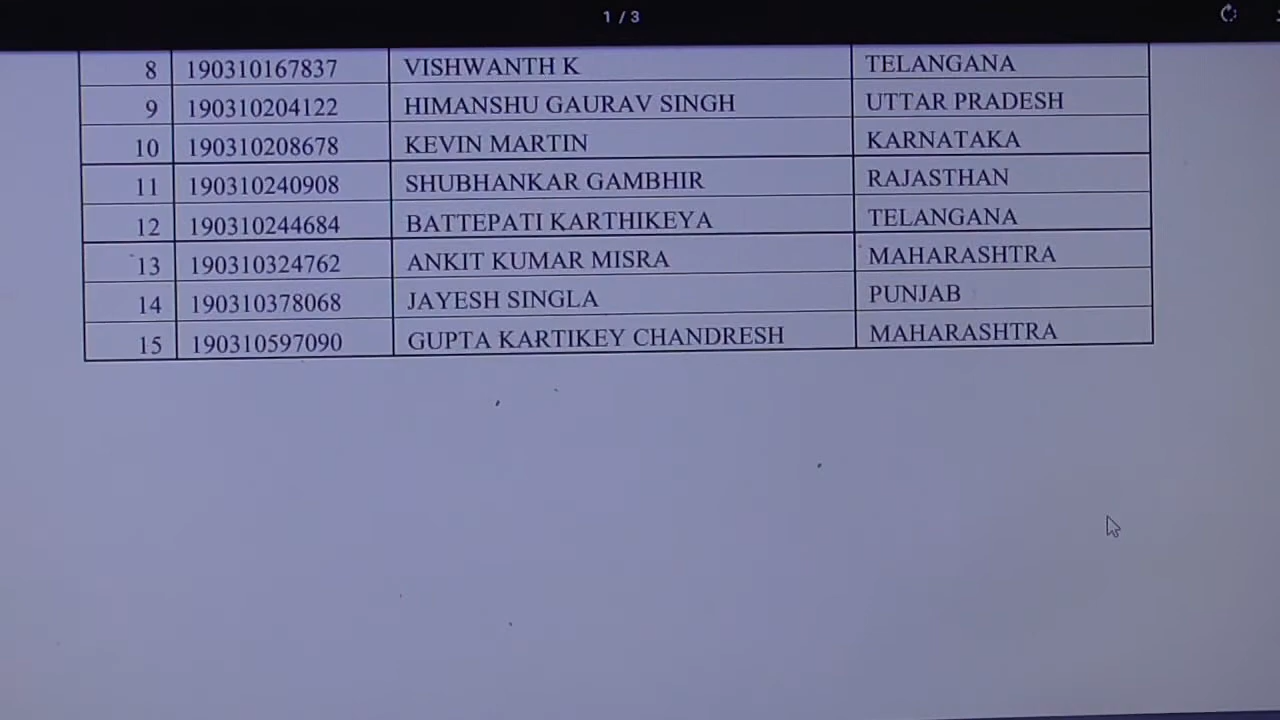 1 / 3
8 190310167837 VISHWANTH K TELANGANA
9 190310204122 HIMANSHU GAURAV SINGH UTTAR PRADESH
10 190310208678 KEVIN MARTIN KARNATAKA
11 190310240908 SHUBHANKAR GAMBHIR RAJASTHAN
12 190310244684 BATTEPATI KARTHIKEYA TELANGANA
13 190310324762 ANKIT KUMAR MISRA MAHARASHTRA
14 190310378068 JAYESH SINGLA PUNJAB
15 190310597090 GUPTA KARTIKEY CHANDRESH MAHARASHTRA